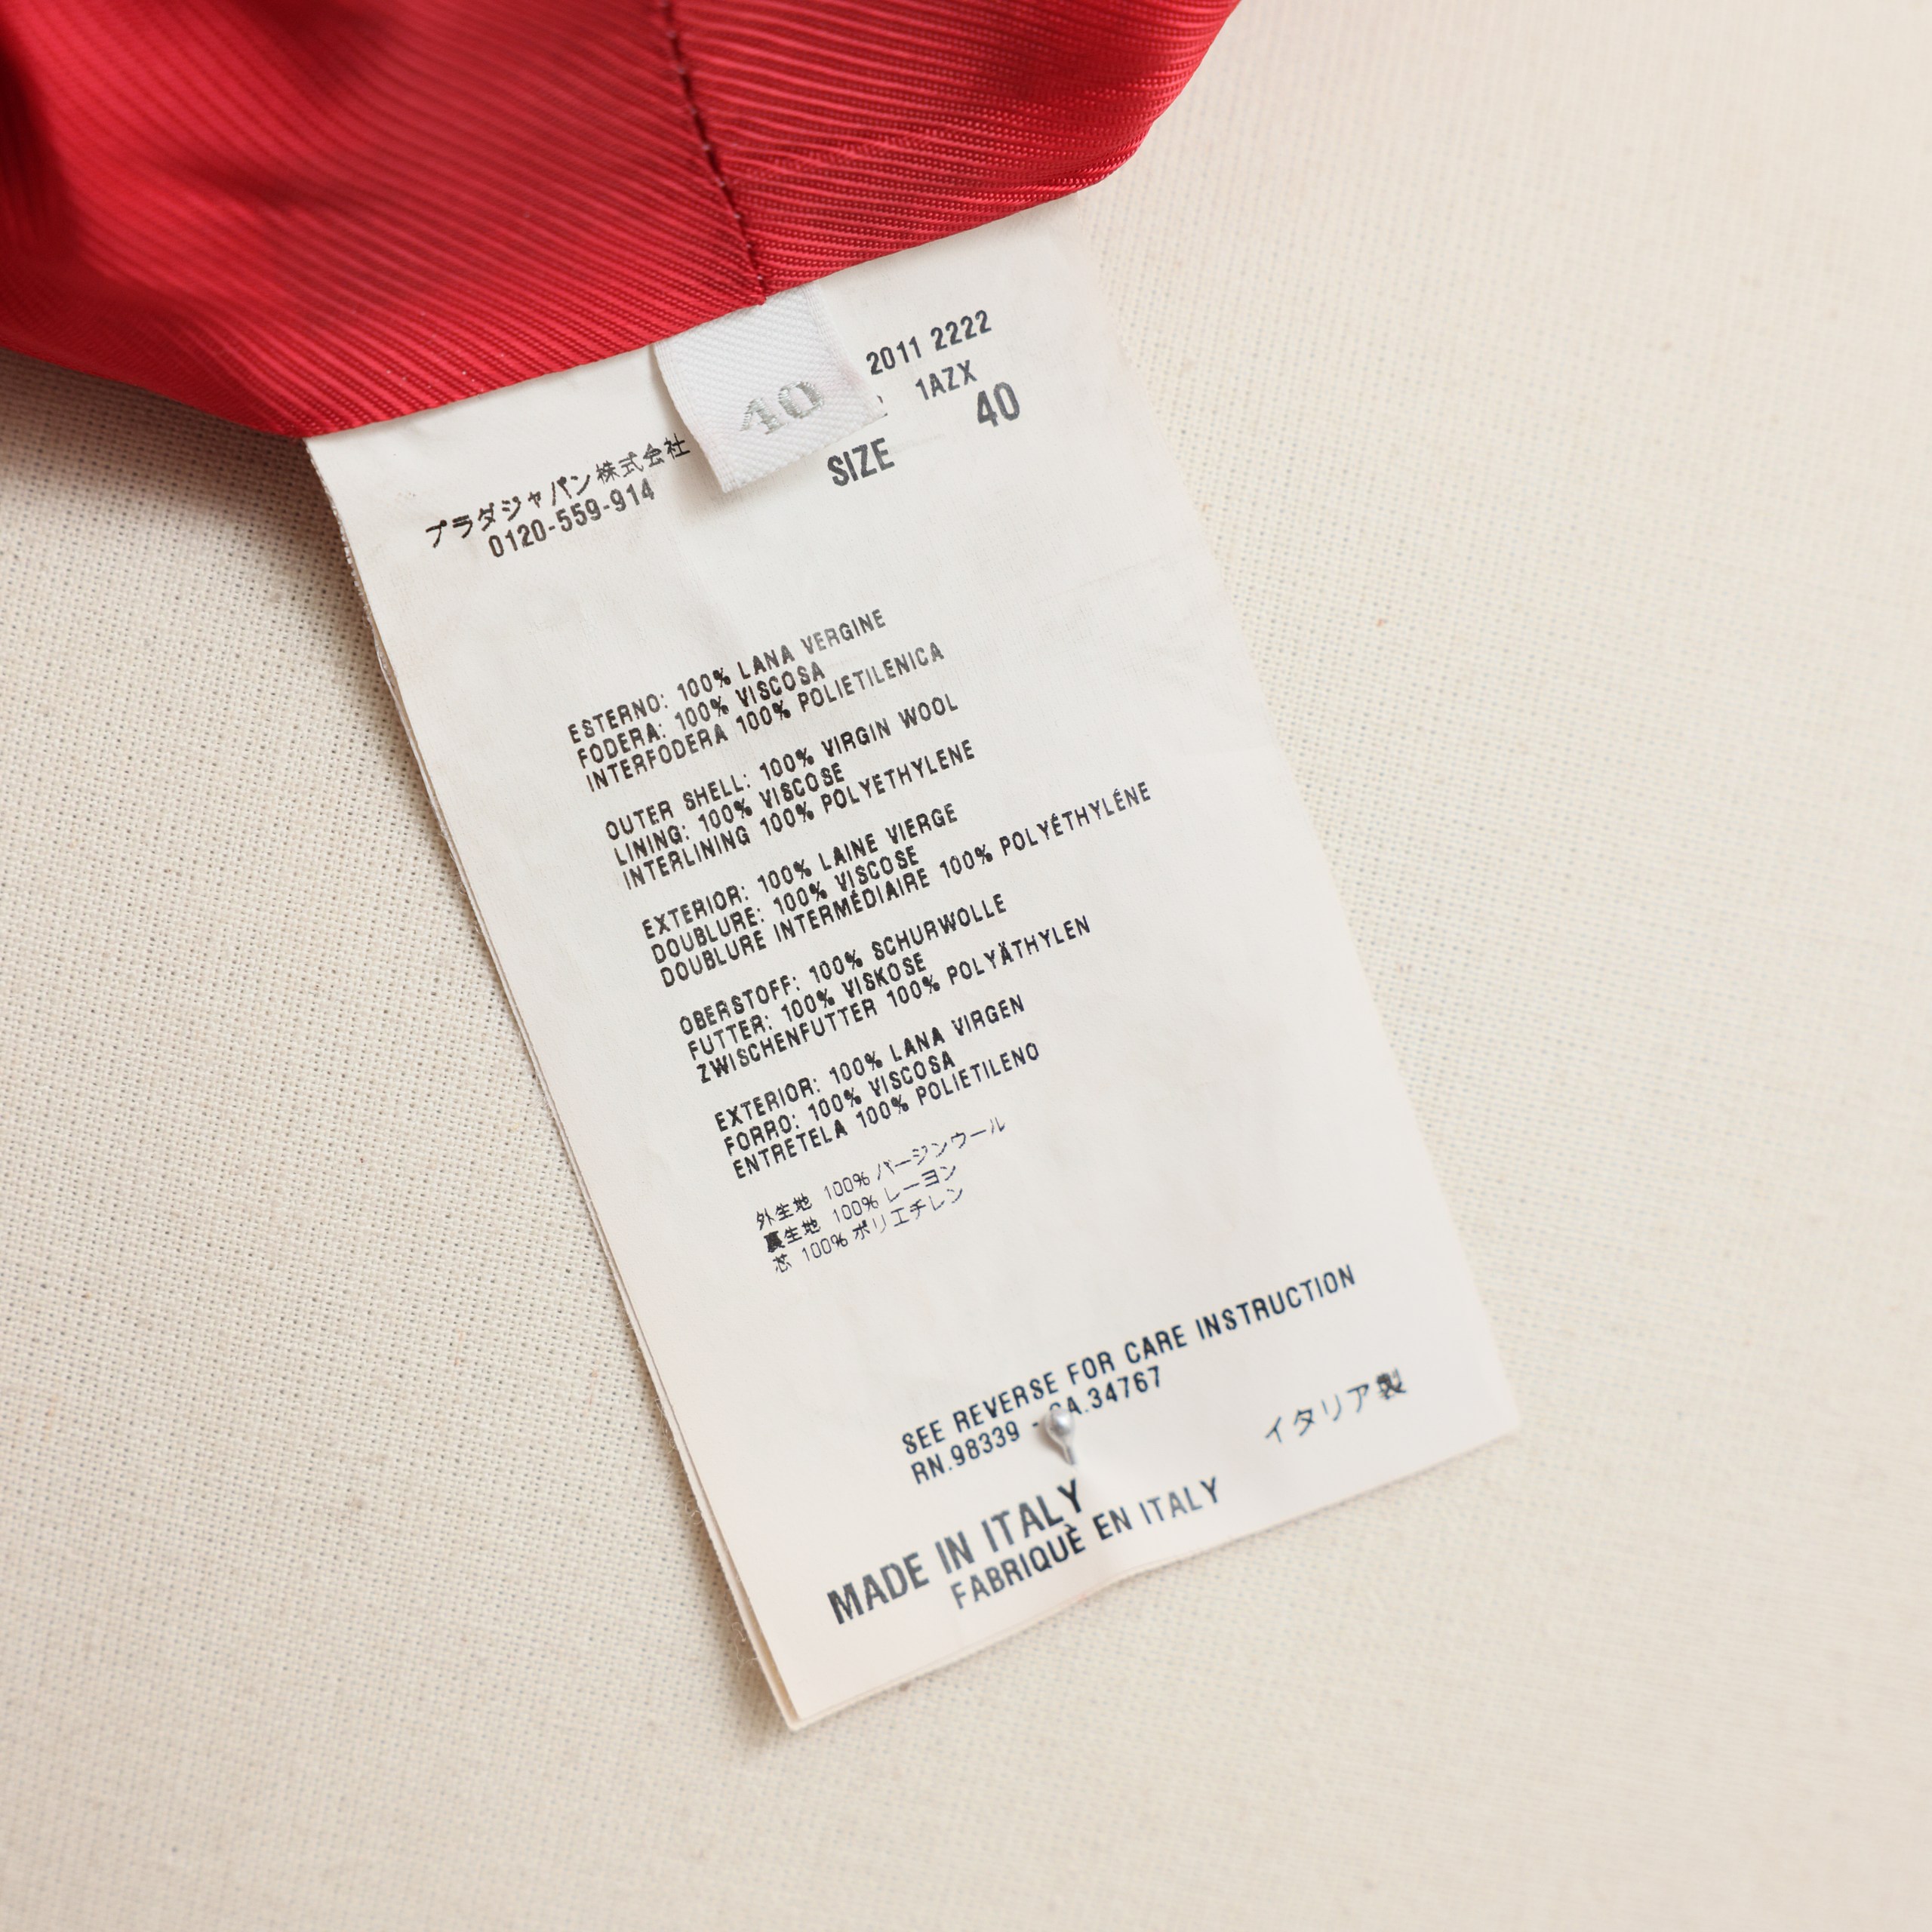 2011 2222
1AZX
40
SIZE 40
プラダジャパン株式会社
0120-559-914
ESTERNO: 100% LANA VERGINE
FODERA: 100% VISCOSA
INTERFODERA 100% POLIETILENICA
OUTER SHELL: 100% VIRGIN WOOL
LINING: 100% VISCOSE
INTERLINING 100% POLYETHYLENE
EXTERIOR: 100% LAINE VIERGE
DOUBLURE: 100% VISCOSE
DOUBLURE INTERMÉDIAIRE 100% POLYÉTHYLÉNE
OBERSTOFF: 100% SCHURWOLLE
FUTTER: 100% VISKOSE
ZWISCHENFUTTER 100% POLYÄTHYLEN
EXTERIOR: 100% LANA VIRGEN
FORRO: 100% VISCOSA
ENTRETELA 100% POLIETILENO
外生地 100% バージンウール
裏生地 100% レーヨン
芯 100% ポリエチレン
SEE REVERSE FOR CARE INSTRUCTION
RN.98339 - CA.34767
イタリア製
MADE IN ITALY
FABRIQUÈ EN ITALY